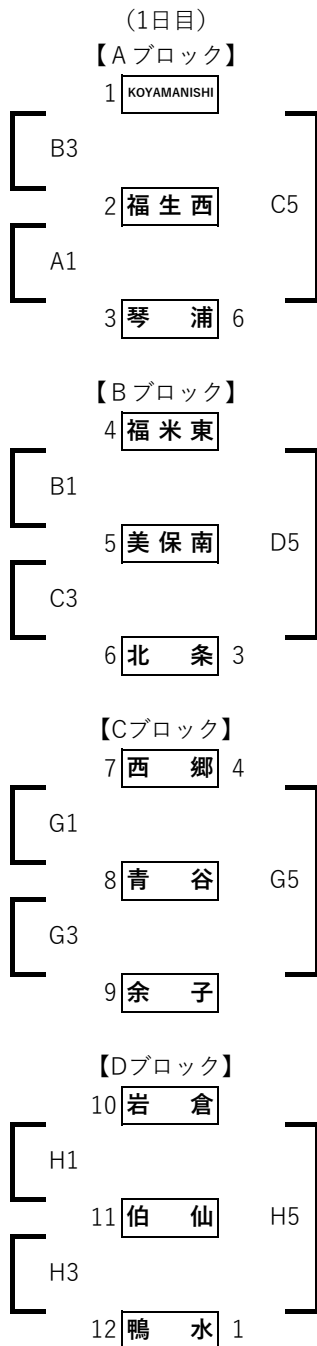 (1日目)
【Aブロック】
1 KOYAMANISHI
B3
2 福生西 C5
A1
3 琴浦 6
【Bブロック】
4 福米東
B1
5 美保南 D5
C3
6 北条 3
【Cブロック】
7 西郷 4
G1
8 青谷 G5
G3
9 余子
【Dブロック】
10 岩倉
H1
11 伯仙 H5
H3
12 鴨水 1